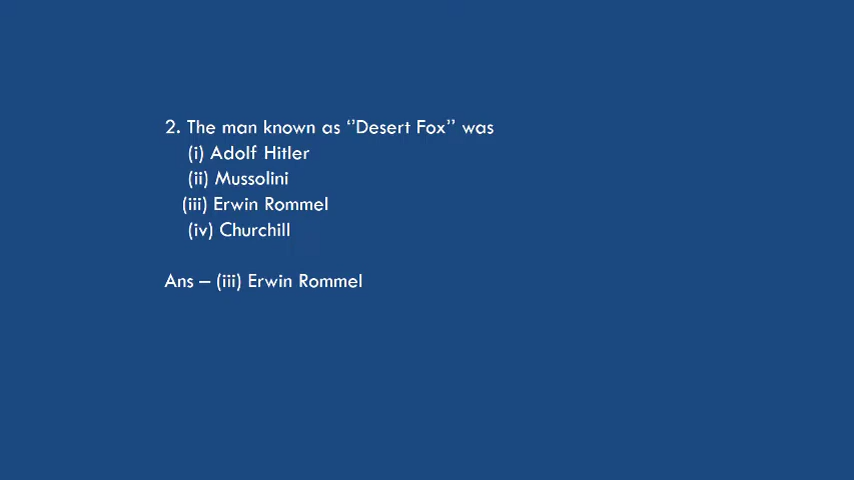 2. The man known as ‘’Desert Fox’’ was
(i) Adolf Hitler
(ii) Mussolini
(iii) Erwin Rommel
(iv) Churchill
Ans – (iii) Erwin Rommel